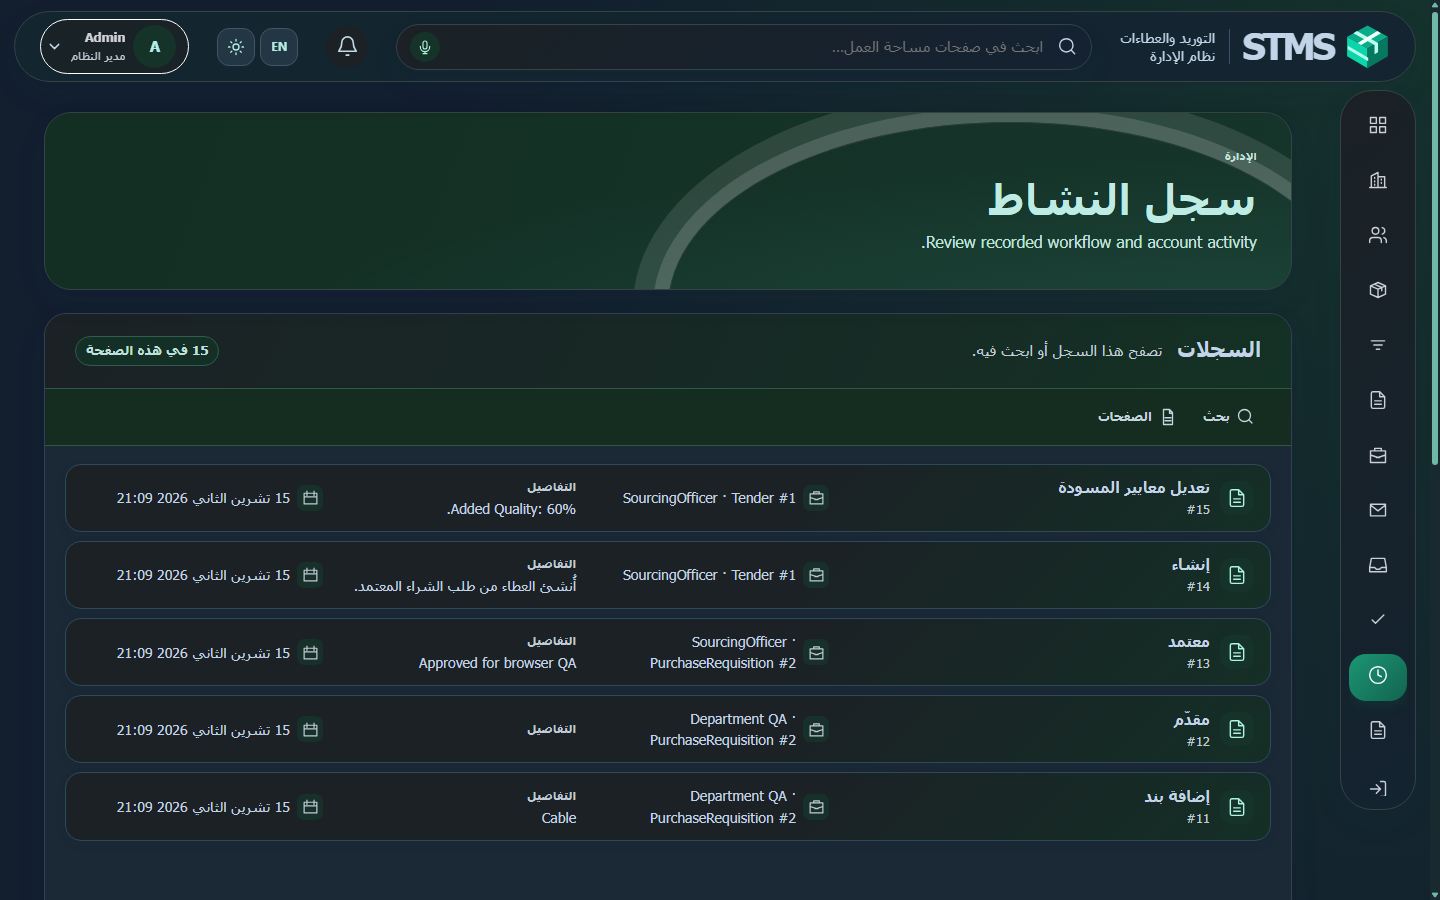 STMS
التوريد والعطاءات
نظام الإدارة
ابحث في صفحات مساحة العمل...
EN
A
Admin
مدير النظام
الإدارة
سجل النشاط
Review recorded workflow and account activity.
السجلات
تصفح هذا السجل أو ابحث فيه.
15 في هذه الصفحة
بحث
الصفحات
تعديل معايير المسودة
#15
SourcingOfficer · Tender #1
التفاصيل
Added Quality: 60%.
15 تشرين الثاني 2026 21:09
إنشاء
#14
SourcingOfficer · Tender #1
التفاصيل
أُنشئ العطاء من طلب الشراء المعتمد.
15 تشرين الثاني 2026 21:09
معتمد
#13
SourcingOfficer ·
PurchaseRequisition #2
التفاصيل
Approved for browser QA
15 تشرين الثاني 2026 21:09
مقدّم
#12
Department QA ·
PurchaseRequisition #2
التفاصيل
15 تشرين الثاني 2026 21:09
إضافة بند
#11
Department QA ·
PurchaseRequisition #2
التفاصيل
Cable
15 تشرين الثاني 2026 21:09